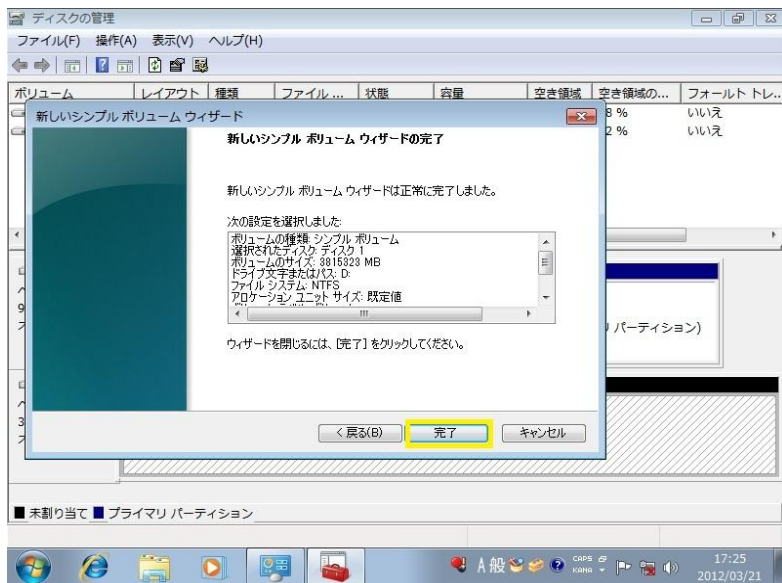 ディスクの管理
ファイル(F) 操作(A) 表示(V) ヘルプ(H)
ボリューム レイアウト 種類 ファイル ... 状態 容量 空き領域 空き領域の... フォールト トレ...
8 % いいえ
2 % いいえ
新しいシンプル ボリューム ウィザード
新しいシンプル ボリューム ウィザードの完了
新しいシンプル ボリューム ウィザードは正常に完了しました。
次の設定を選択しました:
ボリュームの種類: シンプル ボリューム
選択されたディスク: ディスク 1
ボリュームのサイズ: 3815323 MB
ドライブ文字またはパス: D:
ファイル システム: NTFS
アロケーション ユニット サイズ: 既定値
ウィザードを閉じるには、[完了] をクリックしてください。
パーティション)
< 戻る(B) 完了 キャンセル
未割り当て プライマリ パーティション
A 般 CAPS KANA 17:25
2012/03/21